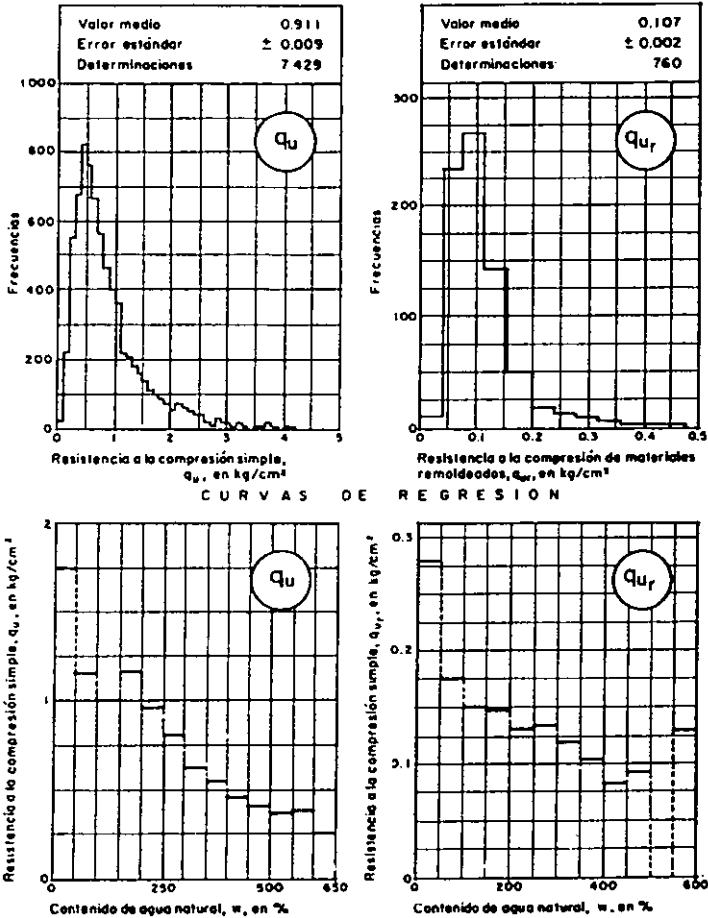 Valor medio 0.911
Error estándar ± 0.009
Determinaciones 7 429
1000
800
600
400
200
0
Frecuencias
qu
0 1 2 3 4 5
Resistencia a la compresión simple,
qu, en kg/cm²
Valor medio 0.107
Error estándar ± 0.002
Determinaciones 760
300
200
100
0
Frecuencias
qur
0 0.1 0.2 0.3 0.4 0.5
Resistencia a la compresión de materiales
remoldeados, qur, en kg/cm²
CURVAS DE REGRESION
2
1
0
Resistencia a la compresión simple, qu, en kg/cm²
qu
0 250 500 650
Contenido de agua natural, w, en %
0.3
0.2
0.1
0
Resistencia a la compresión simple, qur, en kg/cm²
qur
0 100 200 300 400 500 600
Contenido de agua natural, w, en %